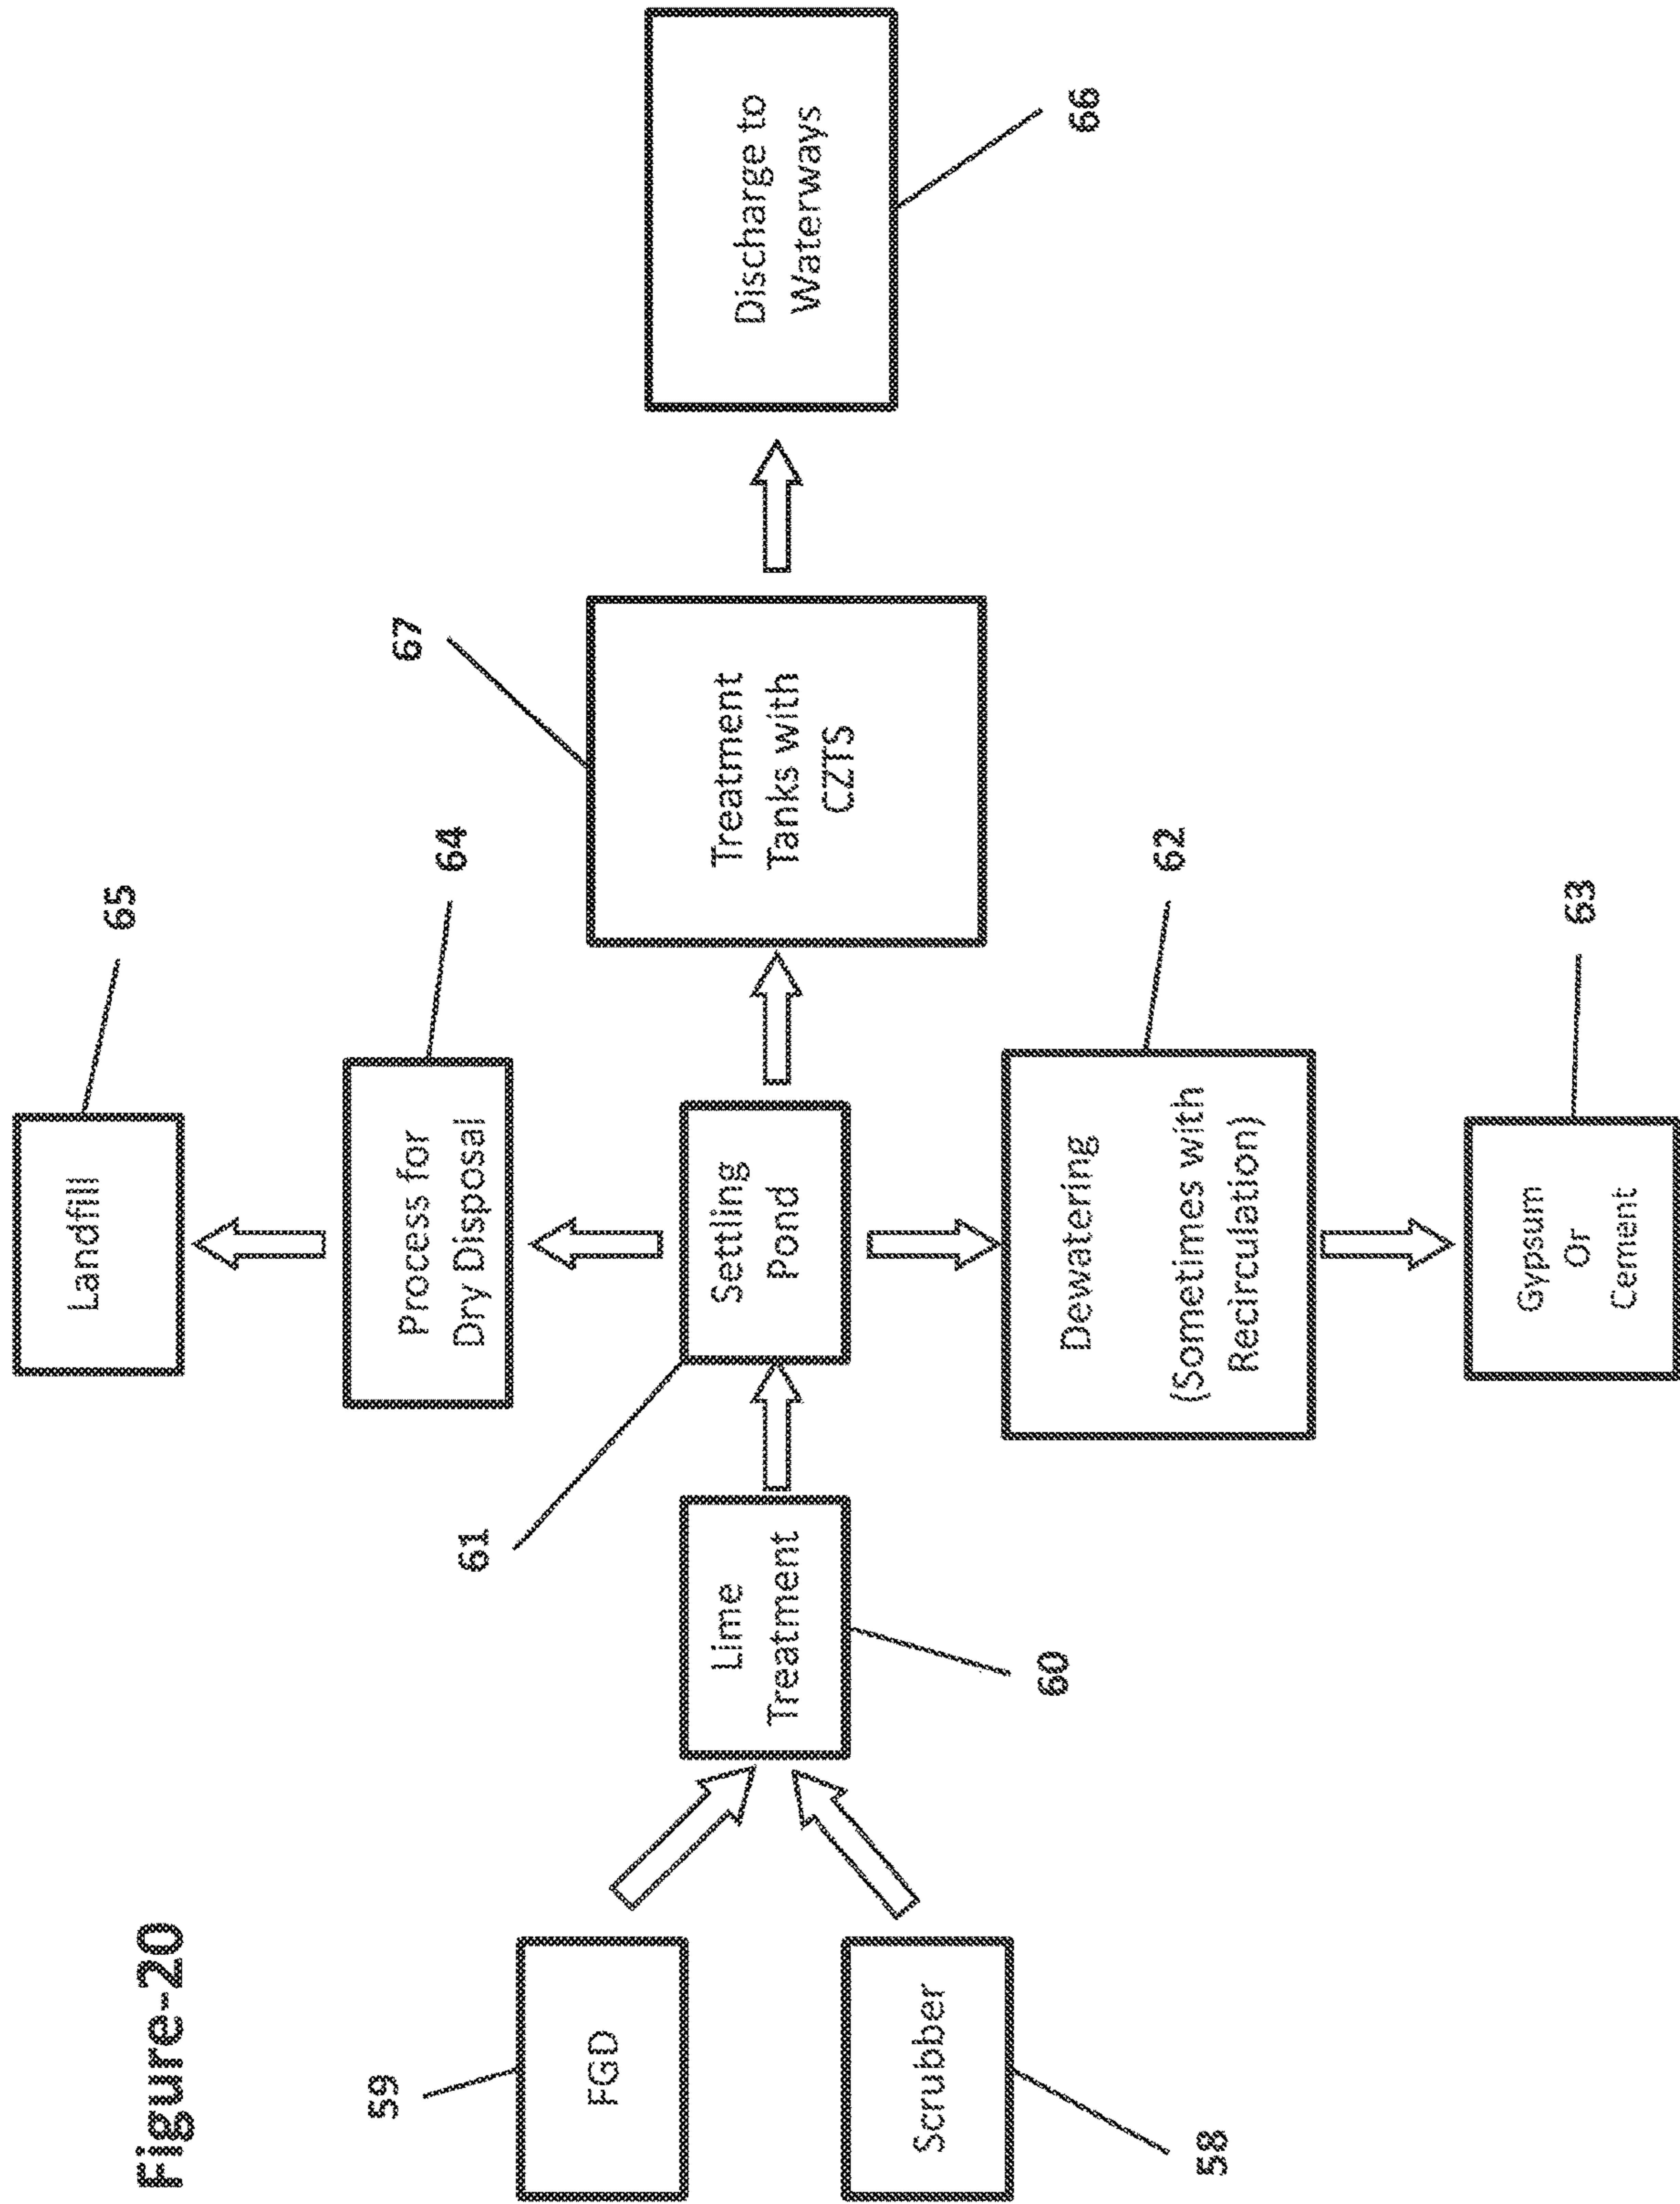 Figure-20
59
FGD
Scrubber
58
Lime
Treatment
60
61
Settling
Pond
65
Landfill
64
Process for
Dry Disposal
62
Dewatering
(Sometimes with
Recirculation)
63
Gypsum
Or
Cement
67
Treatment
Tanks with
CZTS
Discharge to
Waterways
66